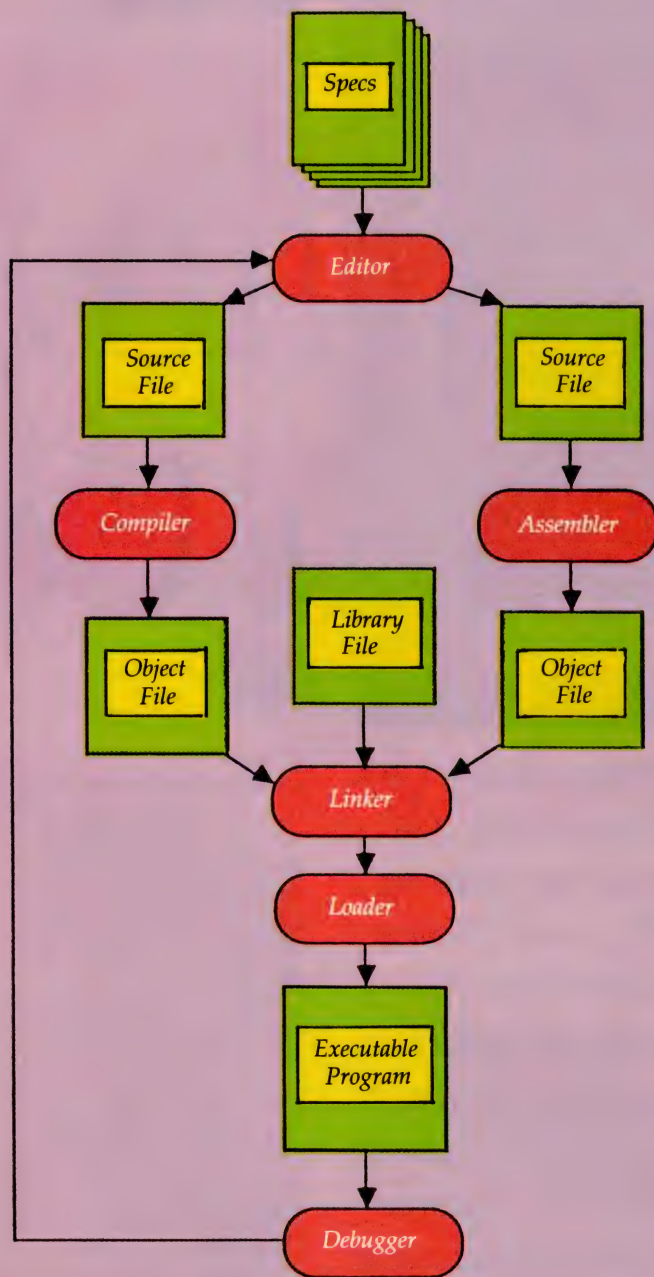 Specs
Editor
Source
File
Source
File
Compiler
Assembler
Library
File
Object
File
Object
File
Linker
Loader
Executable
Program
Debugger